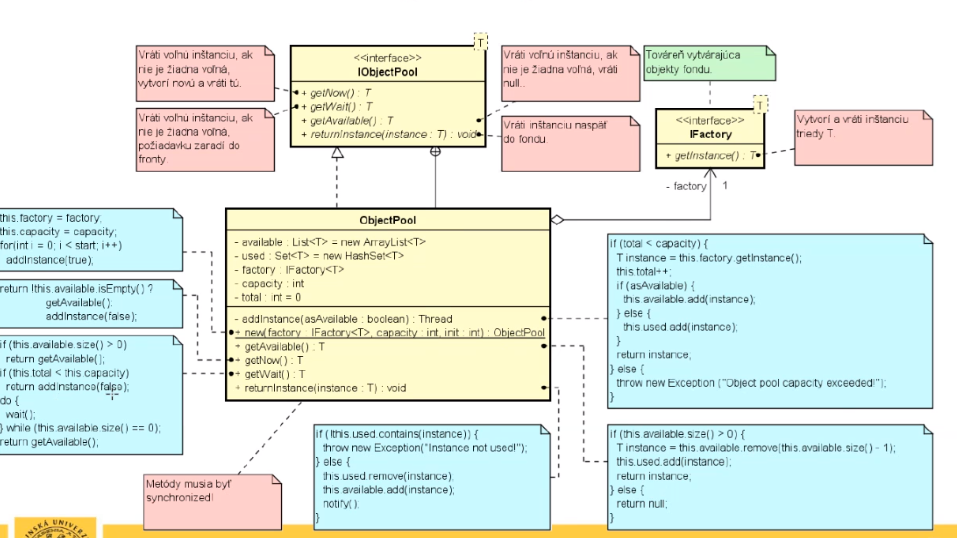 Vráti voľnú inštanciu, ak
nie je žiadna voľná,
vytvorí novú a vráti tú.
Vráti voľnú inštanciu, ak
nie je žiadna voľná,
požiadavku zaradí do
fronty.
T
<<interface>>
IObjectPool
+ getNow() : T
+ getWait() : T
+ getAvailable() : T
+ returnInstance(instance : T) : void
Vráti voľnú inštanciu, ak
nie je žiadna voľná, vráti
null..
Vráti inštanciu naspäť
do fondu.
Továreň vytvárajúca
objekty fondu.
T
<<interface>>
IFactory
+ getInstance() : T
Vytvorí a vráti inštanciu
triedy T.
- factory
1
this.factory = factory;
this.capacity = capacity;
for(int i = 0; i < start; i++)
addInstance(true);
return !this.available.isEmpty() ?
getAvailable();
addInstance(false);
if (this.available.size() > 0)
return getAvailable();
if (this.total < this capacity)
return addInstance(false);
do {
wait();
} while (this.available.size() == 0);
return getAvailable();
ObjectPool
- available : List<T> = new ArrayList<T>
- used : Set<T> = new HashSet<T>
- factory : IFactory<T>
- capacity : int
- total : int = 0
- addInstance(asAvailable : boolean) : Thread
+ new(factory : IFactory<T>, capacity : int, init : int) : ObjectPool
+ getAvailable() : T
+ getNow() : T
+ getWait() : T
+ returnInstance(instance : T) : void
if (total < capacity) {
T instance = this.factory.getInstance();
this.total++;
if (asAvailable) {
this.available.add(instance);
} else {
this.used.add(instance);
}
return instance;
} else {
throw new Exception ("Object pool capacity exceeded!");
}
Metódy musia byť
synchronized!
if (!this.used.contains(instance)) {
throw new Exception("Instance not used!");
} else {
this.used.remove(instance);
this.available.add(instance);
notify();
}
if (this.available.size() > 0) {
T instance = this.available.remove(this.available.size() - 1);
this.used.add(instance);
return instance;
} else {
return null;
}